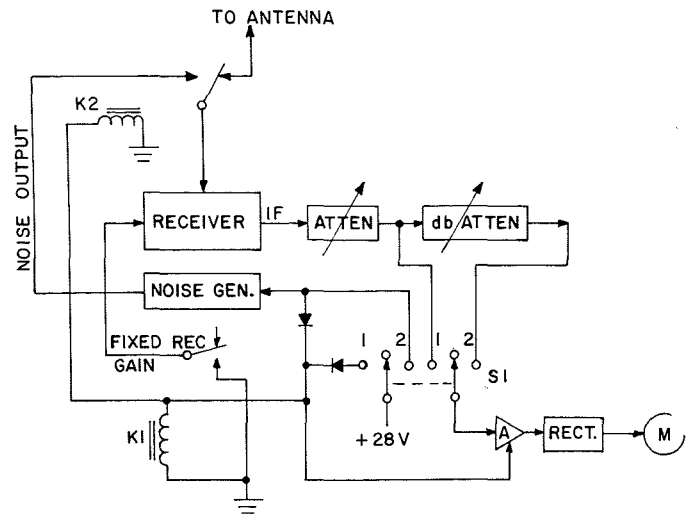 TO ANTENNA
K2
NOISE OUTPUT
RECEIVER
IF
ATTEN
db ATTEN
NOISE GEN.
1
2
1
2
FIXED REC
GAIN
S1
+28V
K1
A
RECT.
M